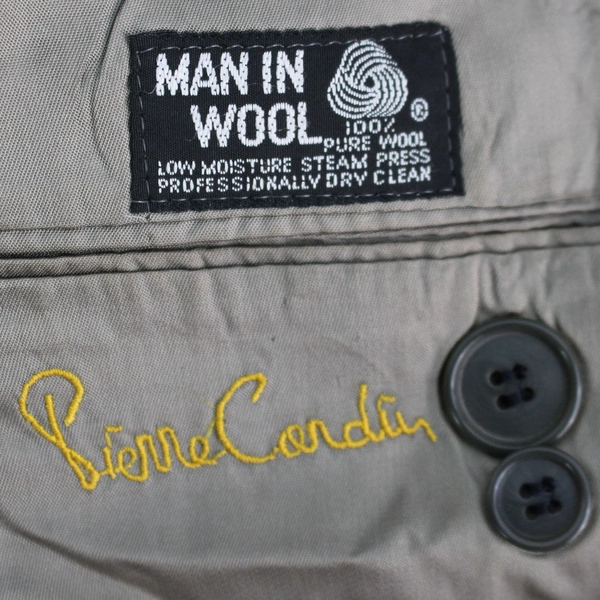 MAN IN
WOOL®
100%
PURE WOOL
LOW MOISTURE STEAM PRESS
PROFESSIONALLY DRY CLEAN
Pierre Cardin